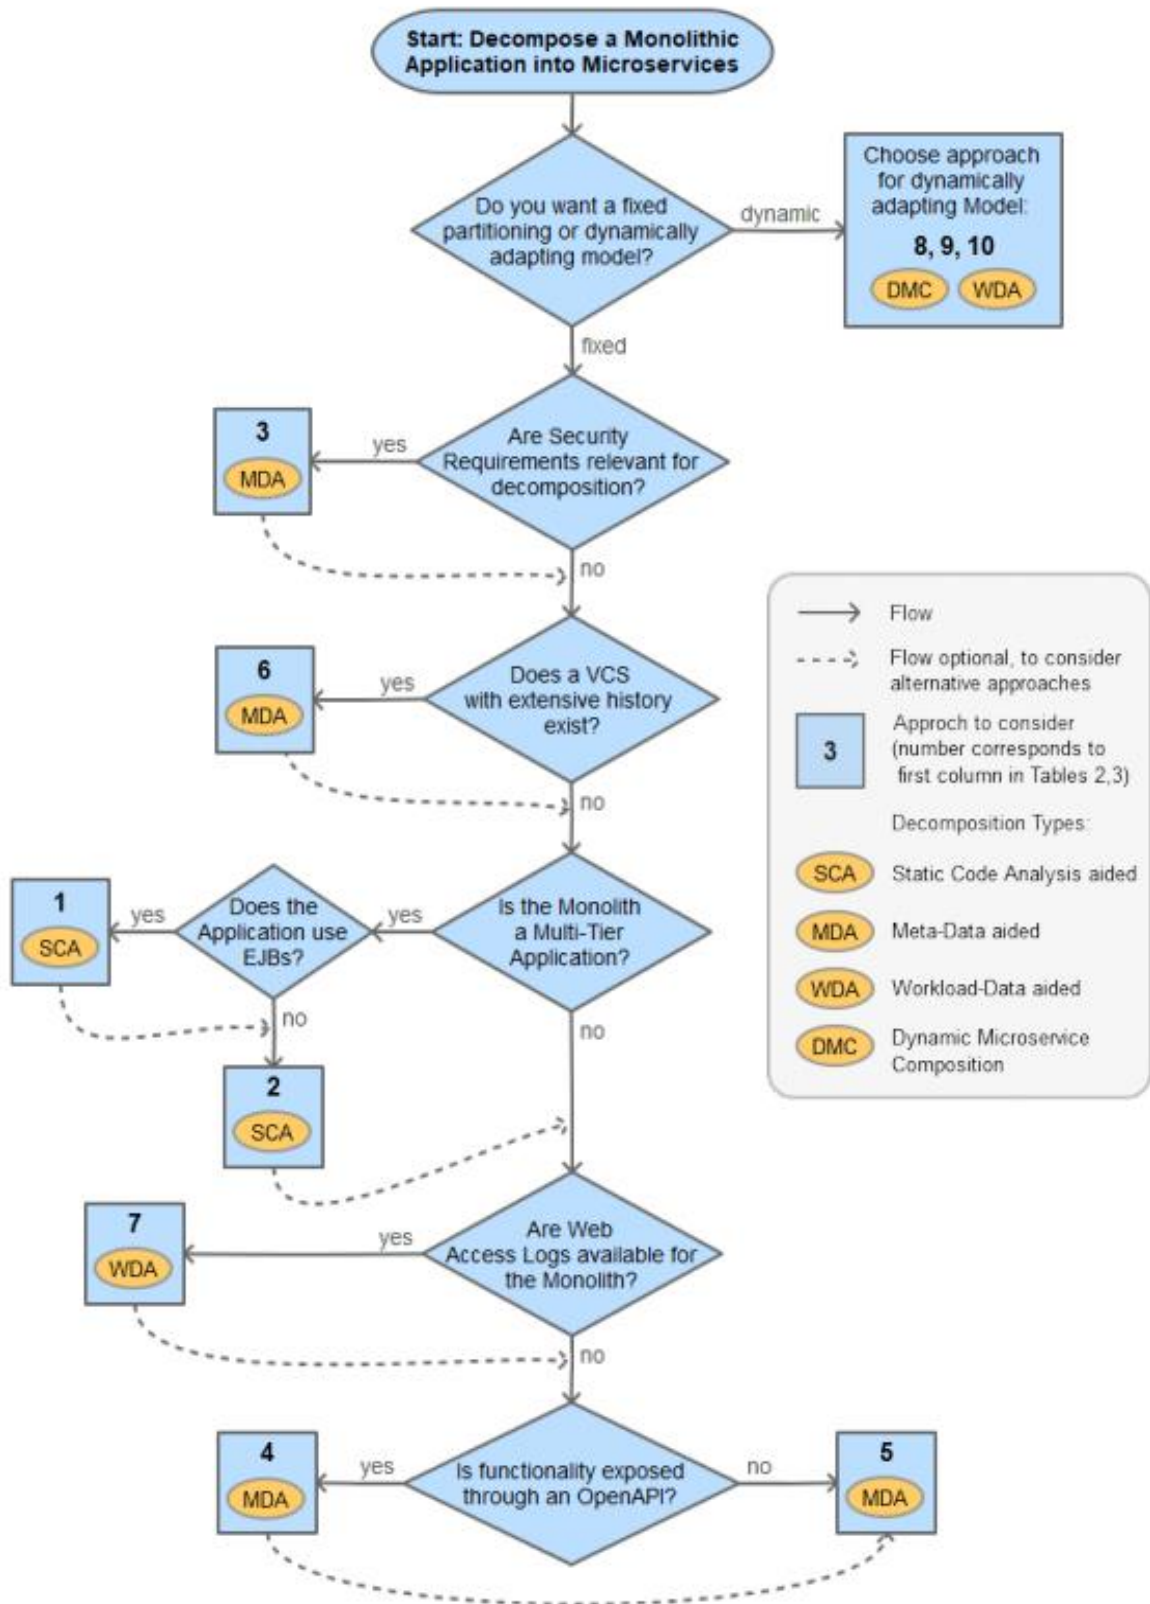 Start: Decompose a Monolithic
Application into Microservices
Do you want a fixed
partitioning or dynamically
adapting model?
dynamic
Choose approach
for dynamically
adapting Model:
8, 9, 10
DMC
WDA
fixed
Are Security
Requirements relevant for
decomposition?
yes
3
MDA
no
Does a VCS
with extensive history
exist?
yes
6
MDA
no
Is the Monolith
a Multi-Tier
Application?
yes
Does the
Application use
EJBs?
yes
1
SCA
no
2
SCA
no
Are Web
Access Logs available for
the Monolith?
yes
7
WDA
no
Is functionality exposed
through an OpenAPI?
yes
4
MDA
no
5
MDA
Flow
Flow optional, to consider
alternative approaches
3
Approch to consider
(number corresponds to
first column in Tables 2,3)
Decomposition Types:
SCA
Static Code Analysis aided
MDA
Meta-Data aided
WDA
Workload-Data aided
DMC
Dynamic Microservice
Composition